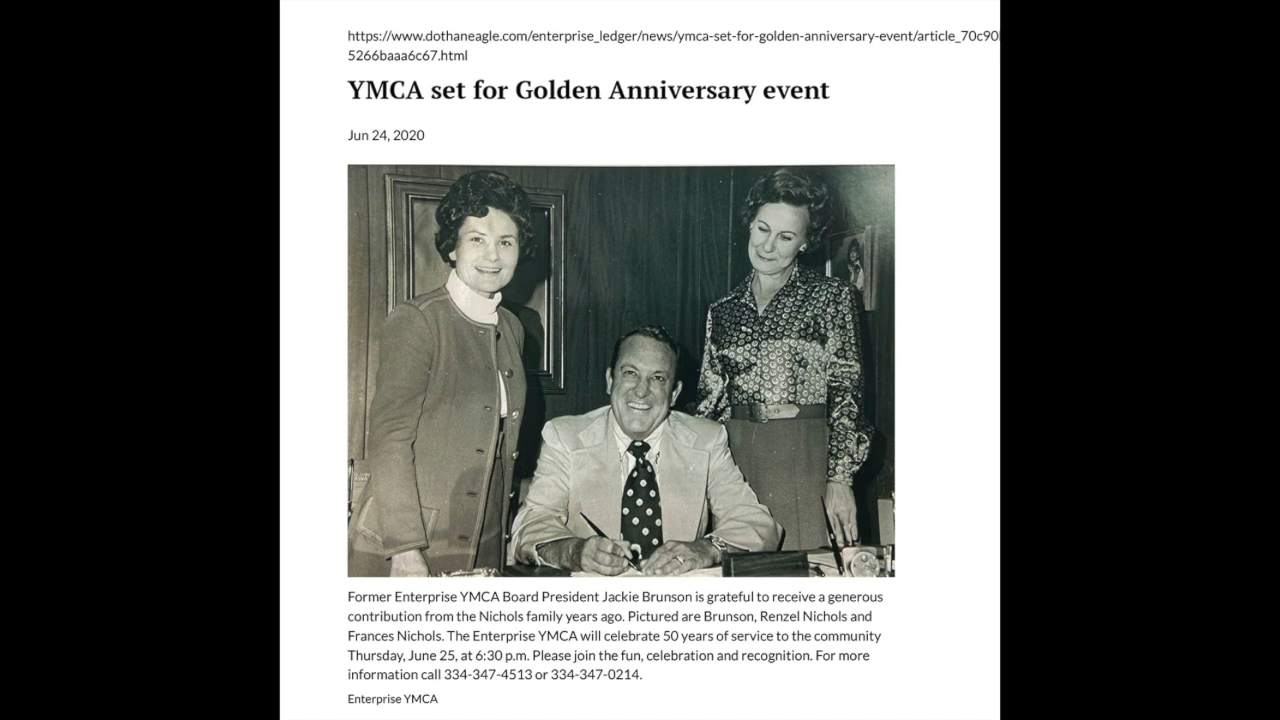 https://www.dothaneagle.com/enterprise_ledger/news/ymca-set-for-golden-anniversary-event/article_70c90
5266baaa6c67.html
YMCA set for Golden Anniversary event
Jun 24, 2020
Former Enterprise YMCA Board President Jackie Brunson is grateful to receive a generous
contribution from the Nichols family years ago. Pictured are Brunson, Renzel Nichols and
Frances Nichols. The Enterprise YMCA will celebrate 50 years of service to the community
Thursday, June 25, at 6:30 p.m. Please join the fun, celebration and recognition. For more
information call 334-347-4513 or 334-347-0214.
Enterprise YMCA